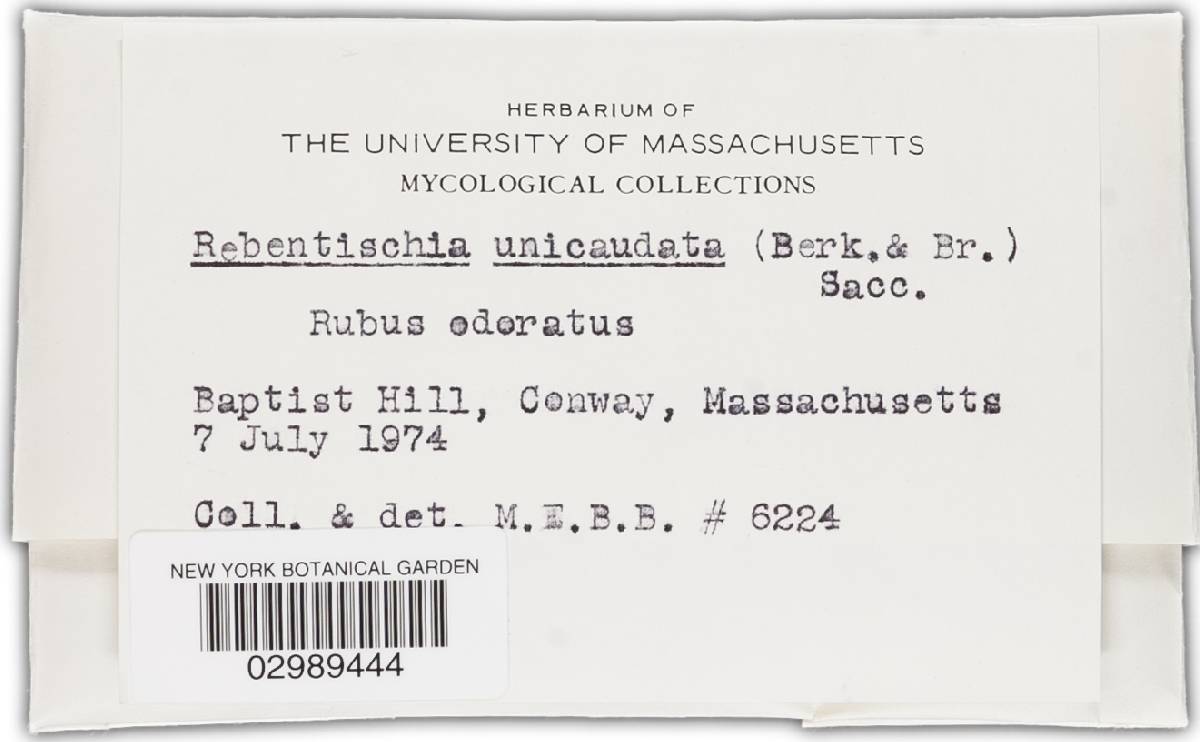 HERBARIUM OF
THE UNIVERSITY OF MASSACHUSETTS
MYCOLOGICAL COLLECTIONS
Rebentischia unicaudata (Berk.& Br.)
Sacc.
Rubus odoratus
Baptist Hill, Conway, Massachusetts
7 July 1974
Coll. & det. M.E.B.B. # 6224
NEW YORK BOTANICAL GARDEN
02989444